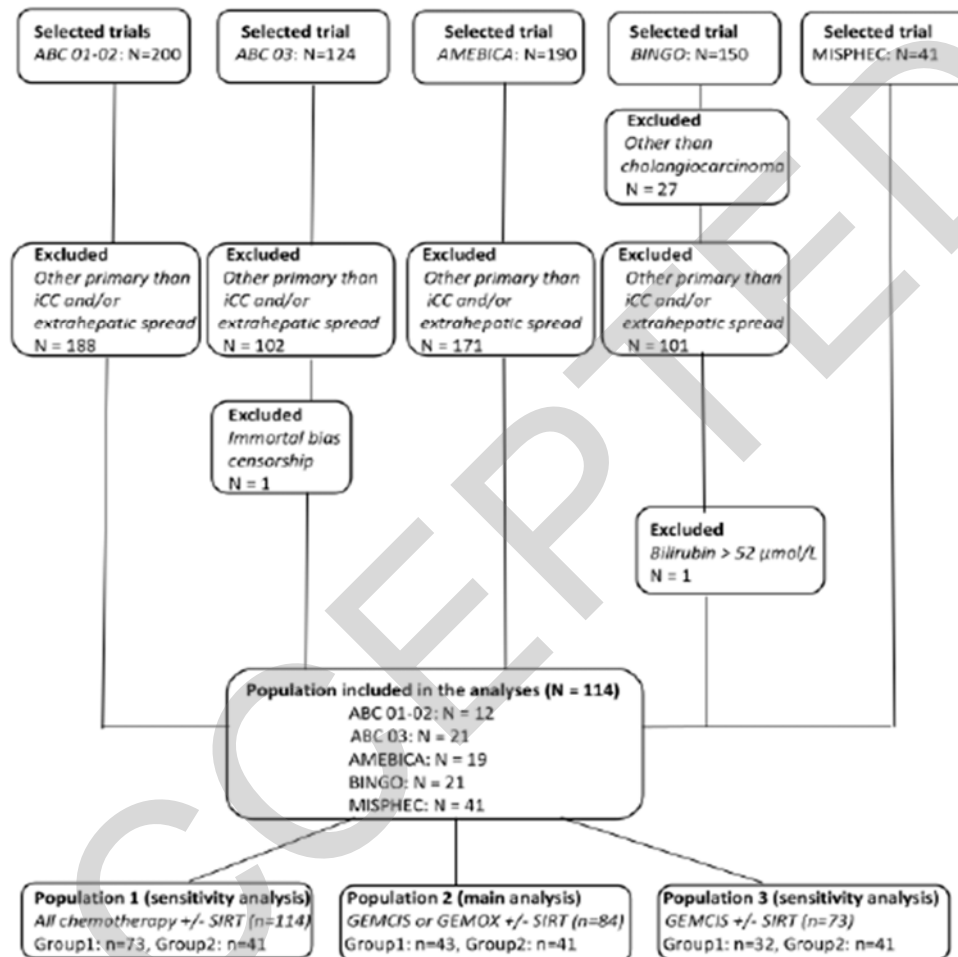 Selected trials
ABC 01-02: N=200
Selected trial
ABC 03: N=124
Selected trial
AMEBICA: N=190
Selected trial
BINGO: N=150
Selected trial
MISPHEC: N=41
Excluded
Other than
cholangiocarcinoma
N = 27
Excluded
Other primary than
iCC and/or
extrahepatic spread
N = 188
Excluded
Other primary than
iCC and/or
extrahepatic spread
N = 102
Excluded
Other primary than
iCC and/or
extrahepatic spread
N = 171
Excluded
Other primary than
iCC and/or
extrahepatic spread
N = 101
Excluded
Immortal bias
censorship
N = 1
Excluded
Bilirubin > 52 µmol/L
N = 1
Population included in the analyses (N = 114)
ABC 01-02: N = 12
ABC 03: N = 21
AMEBICA: N = 19
BINGO: N = 21
MISPHEC: N = 41
Population 1 (sensitivity analysis)
All chemotherapy +/- SIRT (n=114)
Group1: n=73, Group2: n=41
Population 2 (main analysis)
GEMCIS or GEMOX +/- SIRT (n=84)
Group1: n=43, Group2: n=41
Population 3 (sensitivity analysis)
GEMCIS +/- SIRT (n=73)
Group1: n=32, Group2: n=41
CCEPTED